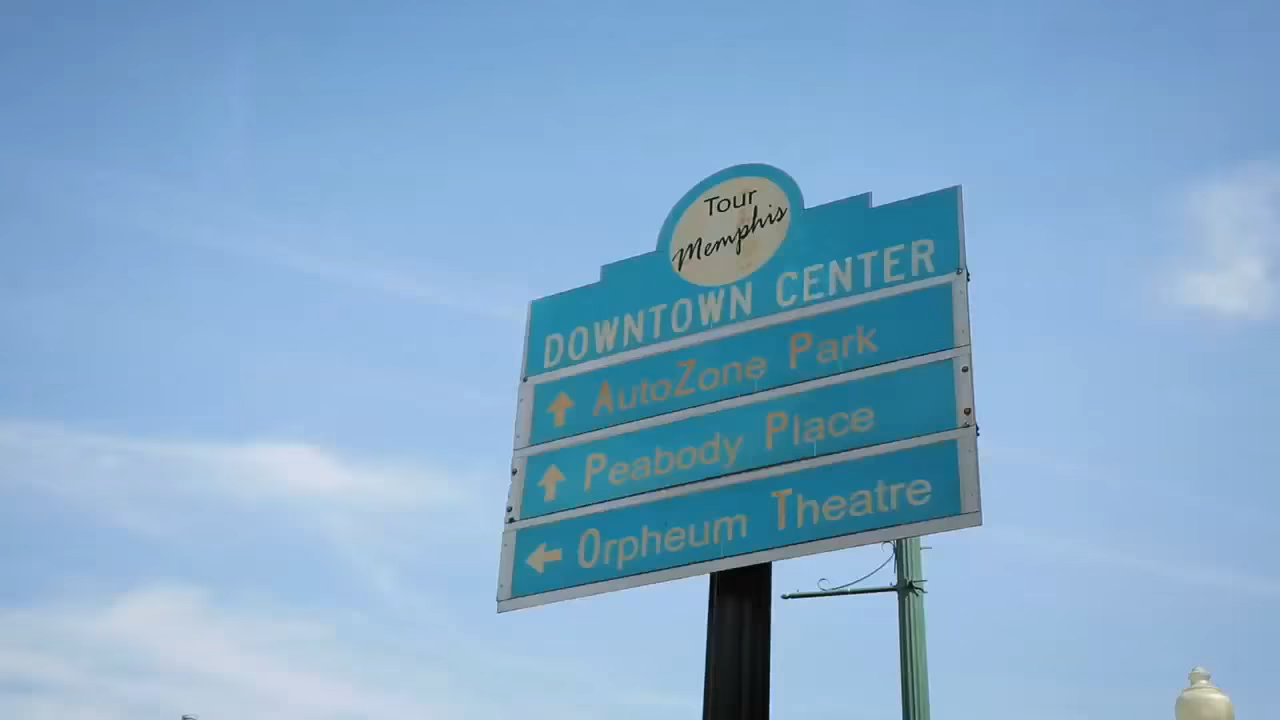 Tour
Memphis
DOWNTOWN CENTER
AutoZone Park
Peabody Place
Orpheum Theatre